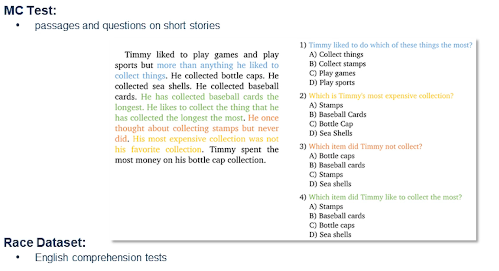 MC Test:
• passages and questions on short stories
Timmy liked to play games and play
sports but more than anything he liked to
collect things. He collected bottle caps. He
collected sea shells. He collected baseball
cards. He has collected baseball cards the
longest. He likes to collect the thing that he
has collected the longest the most. He once
thought about collecting stamps but never
did. His most expensive collection was not
his favorite collection. Timmy spent the
most money on his bottle cap collection.
1) Timmy liked to do which of these things the most?
A) Collect things
B) Collect stamps
C) Play games
D) Play sports
2) Which is Timmy's most expensive collection?
A) Stamps
B) Baseball Cards
C) Bottle Cap
D) Sea Shells
3) Which item did Timmy not collect?
A) Bottle caps
B) Baseball cards
C) Stamps
D) Sea shells
4) Which item did Timmy like to collect the most?
A) Stamps
B) Baseball cards
C) Bottle caps
D) Sea shells
Race Dataset:
• English comprehension tests